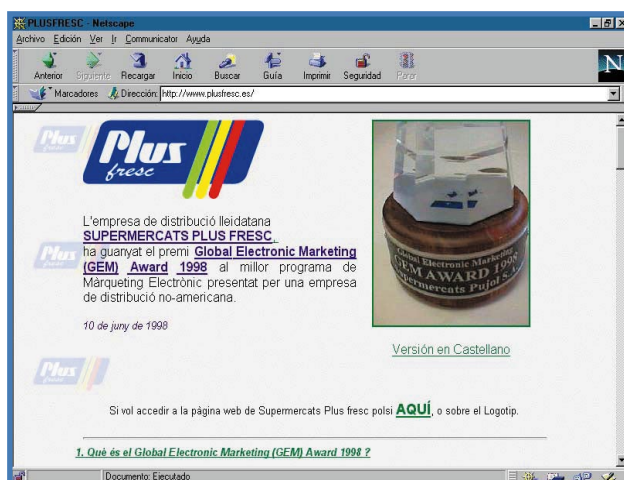 PLUSFRESC - Netscape
Archivo Edición Ver Ir Communicator Ayuda
Anterior Siguiente Recargar Inicio Buscar Guía Imprimir Seguridad Parar
N
Marcadores Dirección: http://www.plusfresc.es/
Plus
fresc
L'empresa de distribució lleidatana
SUPERMERCATS PLUS FRESC,
ha guanyat el premi Global Electronic Marketing
(GEM) Award 1998 al millor programa de
Màrqueting Electrònic presentat per una empresa
de distribució no-americana.
10 de juny de 1998
Global Electronic Marketing
GEM AWARD 1998
Supermercats Pujol S.A.
Versión en Castellano
Si vol accedir a la pàgina web de Supermercats Plus fresc polsi AQUÍ, o sobre el Logotip.
1. Què és el Global Electronic Marketing (GEM) Award 1998 ?
Documento: Ejecutado